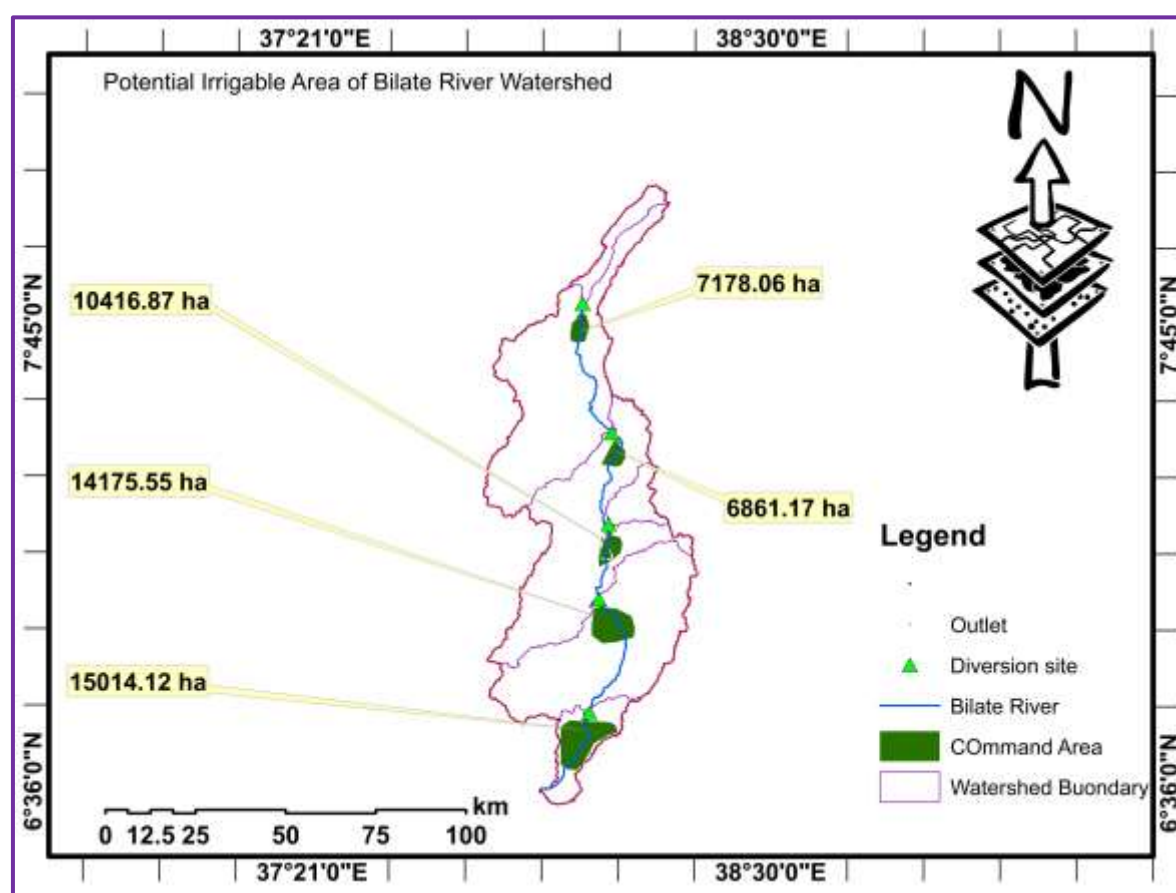 37°21'0"E
38°30'0"E
Potential Irrigable Area of Bilate River Watershed
N
7°45'0"N
7°45'0"N
10416.87 ha
7178.06 ha
14175.55 ha
6861.17 ha
15014.12 ha
Legend
Outlet
Diversion site
Bilate River
COmmand Area
Watershed Buondary
6°36'0"N
6°36'0"N
km
0 12.5 25 50 75 100
37°21'0"E
38°30'0"E